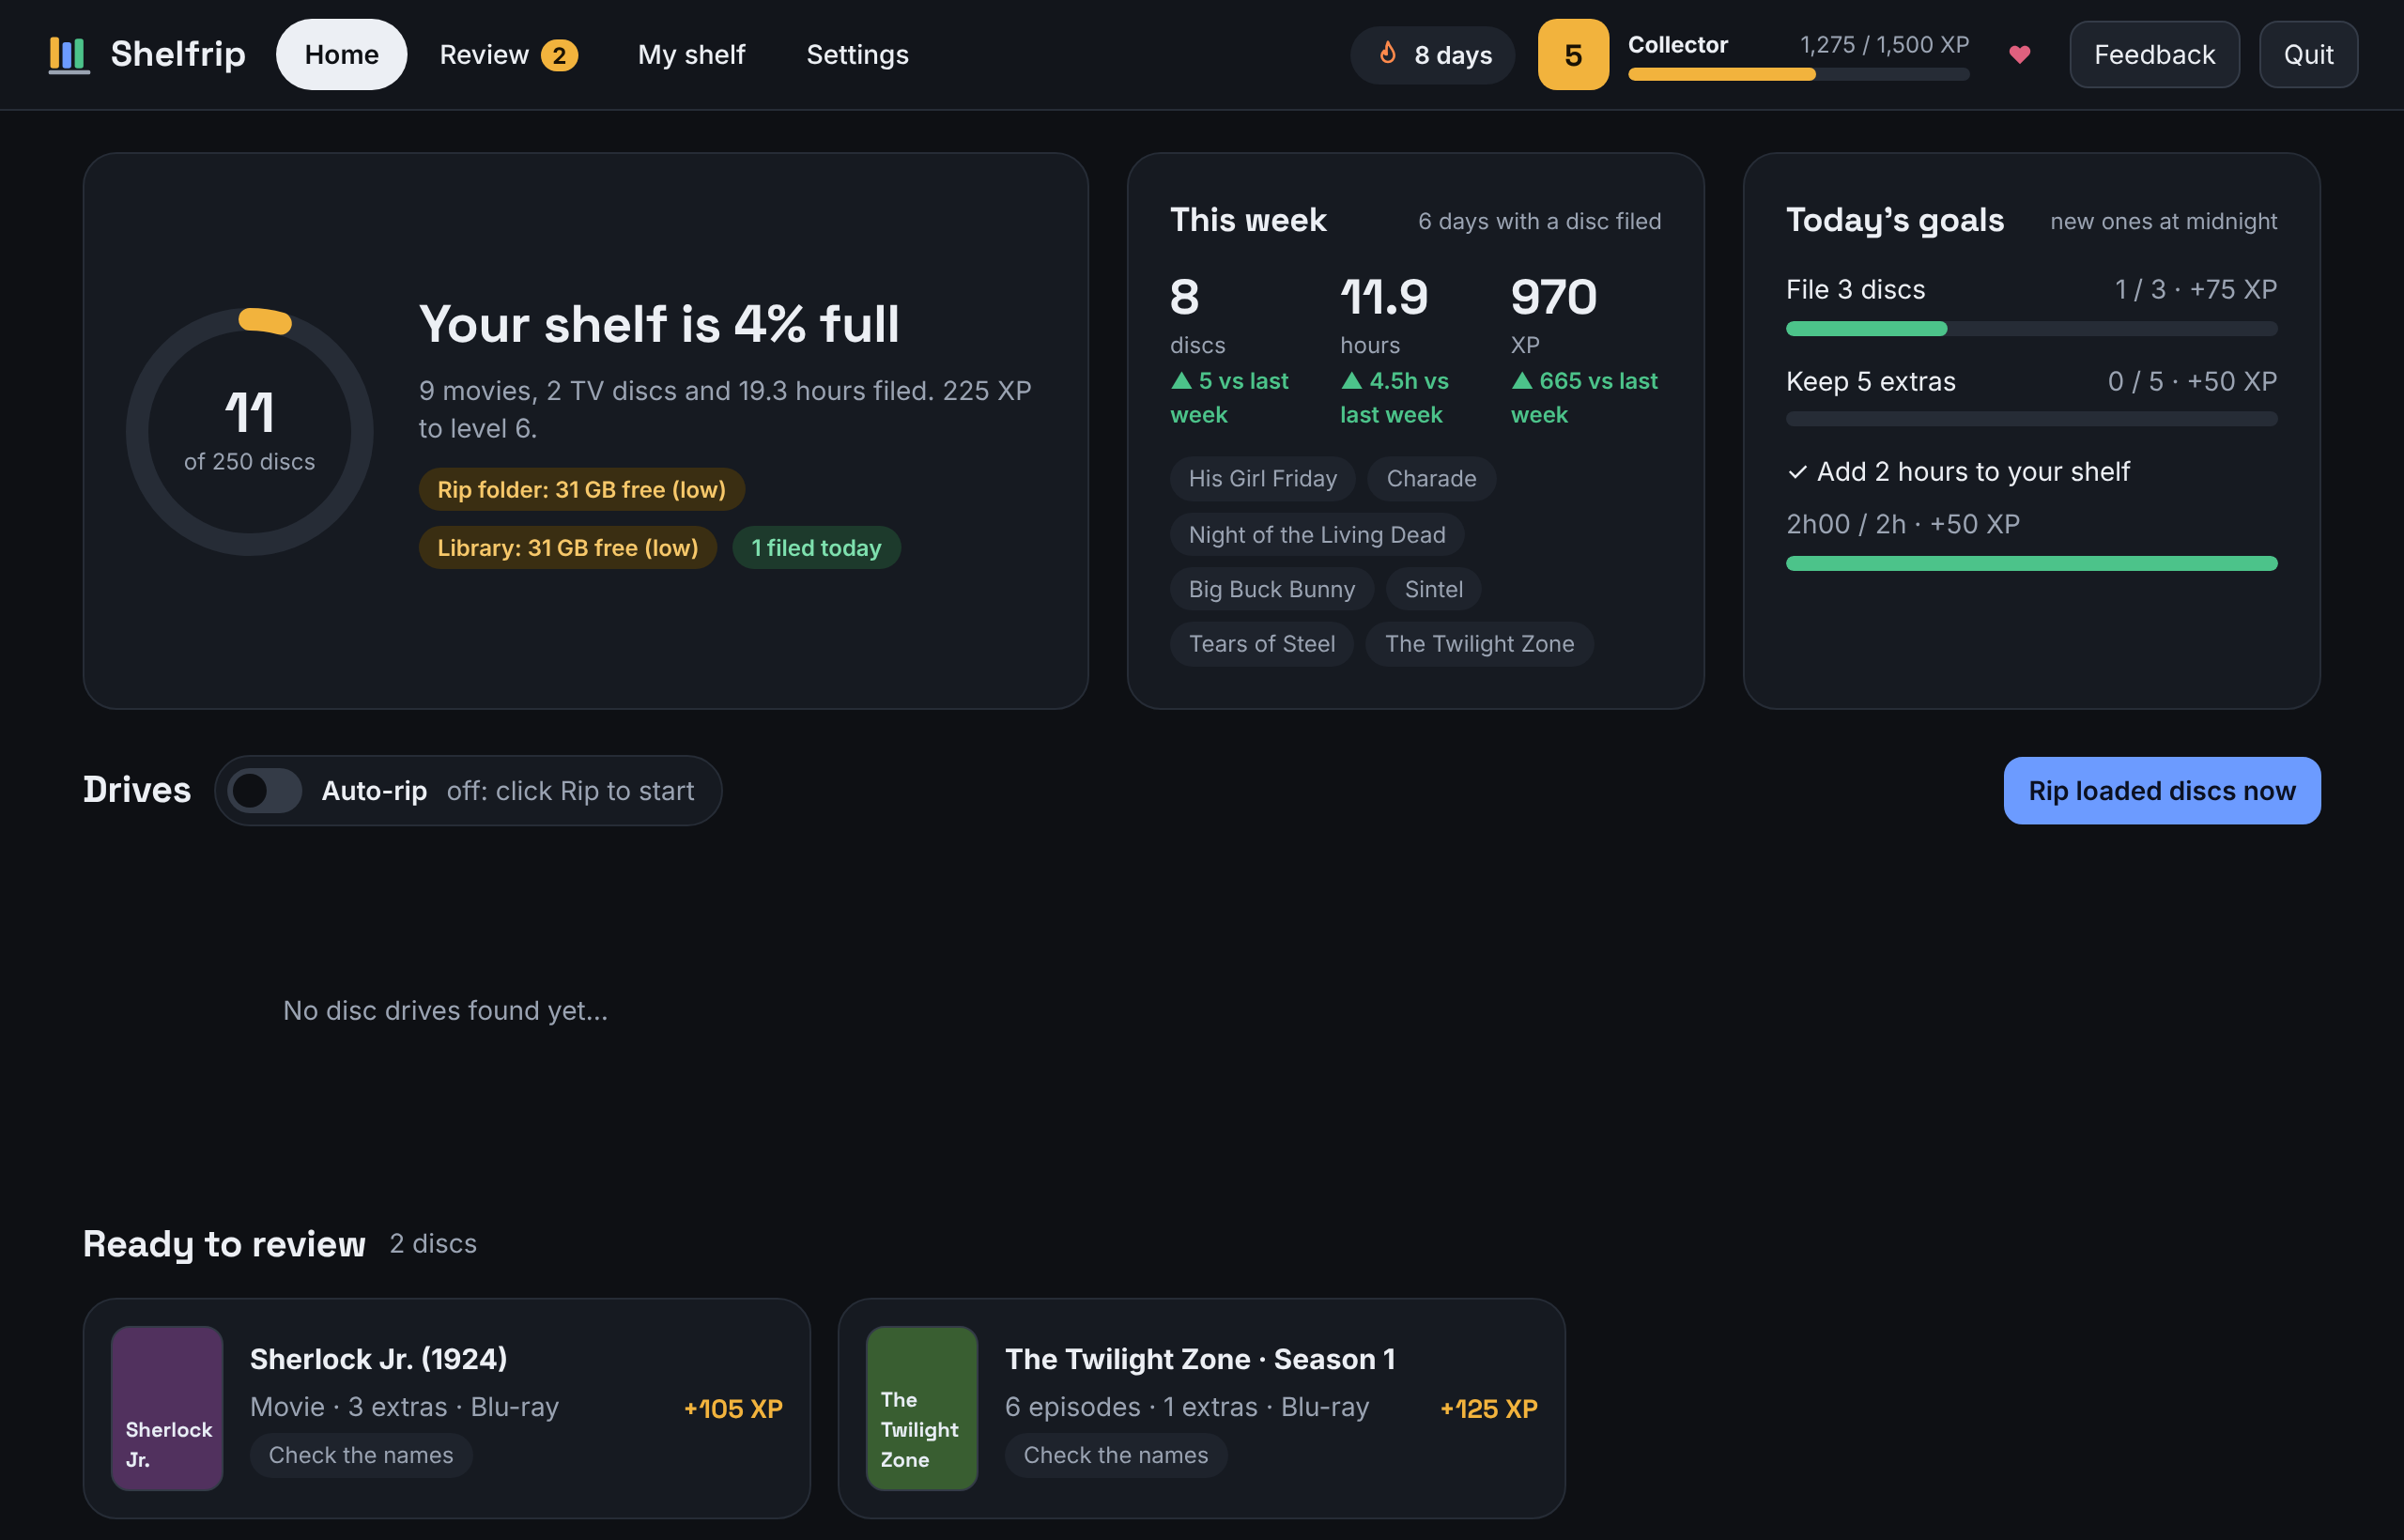 Shelfrip
Home
Review 2
My shelf
Settings
8 days
5
Collector
1,275 / 1,500 XP
Feedback
Quit
11
of 250 discs
Your shelf is 4% full
9 movies, 2 TV discs and 19.3 hours filed. 225 XP
to level 6.
Rip folder: 31 GB free (low)
Library: 31 GB free (low)
1 filed today
This week
6 days with a disc filed
8
discs
▲ 5 vs last
week
11.9
hours
▲ 4.5h vs
last week
970
XP
▲ 665 vs last
week
His Girl Friday
Charade
Night of the Living Dead
Big Buck Bunny
Sintel
Tears of Steel
The Twilight Zone
Today’s goals
new ones at midnight
File 3 discs
1 / 3 · +75 XP
Keep 5 extras
0 / 5 · +50 XP
✓ Add 2 hours to your shelf
2h00 / 2h · +50 XP
Drives
Auto-rip off: click Rip to start
Rip loaded discs now
No disc drives found yet...
Ready to review
2 discs
Sherlock
Jr.
Sherlock Jr. (1924)
Movie · 3 extras · Blu-ray
Check the names
+105 XP
The
Twilight
Zone
The Twilight Zone · Season 1
6 episodes · 1 extras · Blu-ray
Check the names
+125 XP